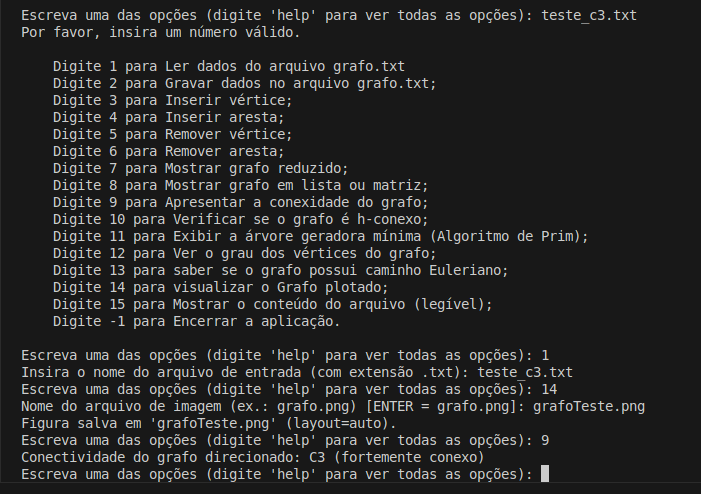 Escreva uma das opções (digite 'help' para ver todas as opções): teste_c3.txt
Por favor, insira um número válido.
Digite 1 para Ler dados do arquivo grafo.txt
Digite 2 para Gravar dados no arquivo grafo.txt;
Digite 3 para Inserir vértice;
Digite 4 para Inserir aresta;
Digite 5 para Remover vértice;
Digite 6 para Remover aresta;
Digite 7 para Mostrar grafo reduzido;
Digite 8 para Mostrar grafo em lista ou matriz;
Digite 9 para Apresentar a conexidade do grafo;
Digite 10 para Verificar se o grafo é h-conexo;
Digite 11 para Exibir a árvore geradora mínima (Algoritmo de Prim);
Digite 12 para Ver o grau dos vértices do grafo;
Digite 13 para saber se o grafo possui caminho Euleriano;
Digite 14 para visualizar o Grafo plotado;
Digite 15 para Mostrar o conteúdo do arquivo (legível);
Digite -1 para Encerrar a aplicação.
Escreva uma das opções (digite 'help' para ver todas as opções): 1
Insira o nome do arquivo de entrada (com extensão .txt): teste_c3.txt
Escreva uma das opções (digite 'help' para ver todas as opções): 14
Nome do arquivo de imagem (ex.: grafo.png) [ENTER = grafo.png]: grafoTeste.png
Figura salva em 'grafoTeste.png' (layout=auto).
Escreva uma das opções (digite 'help' para ver todas as opções): 9
Conectividade do grafo direcionado: C3 (fortemente conexo)
Escreva uma das opções (digite 'help' para ver todas as opções):